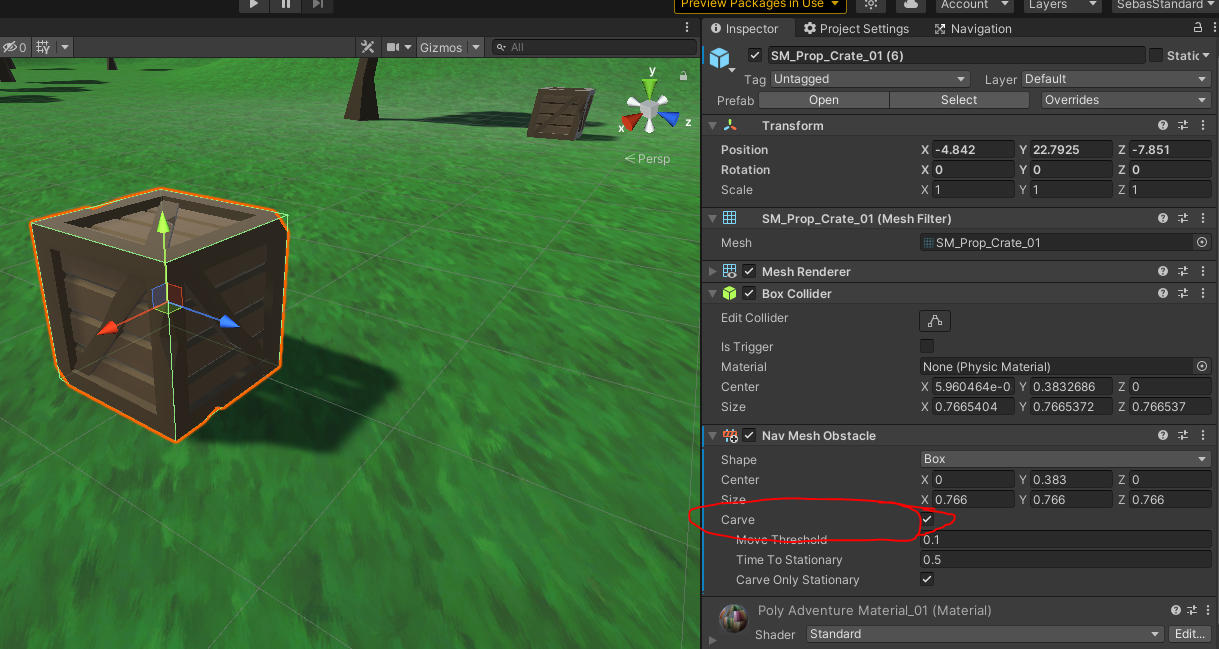 Preview Packages in Use
Account
Layers
SebasStandard
Inspector
Project Settings
Navigation
0
Gizmos
All
SM_Prop_Crate_01 (6)
Static
Tag Untagged
Layer Default
Prefab Open Select Overrides
y
x
z
Persp
Transform
Position X -4.842 Y 22.7925 Z -7.851
Rotation X 0 Y 0 Z 0
Scale X 1 Y 1 Z 1
SM_Prop_Crate_01 (Mesh Filter)
Mesh SM_Prop_Crate_01
Mesh Renderer
Box Collider
Edit Collider
Is Trigger
Material None (Physic Material)
Center X 5.960464e-0 Y 0.3832686 Z 0
Size X 0.7665404 Y 0.7665372 Z 0.766537
Nav Mesh Obstacle
Shape Box
Center X 0 Y 0.383 Z 0
Size X 0.766 Y 0.766 Z 0.766
Carve
Move Threshold 0.1
Time To Stationary 0.5
Carve Only Stationary
Poly Adventure Material_01 (Material)
Shader Standard Edit...